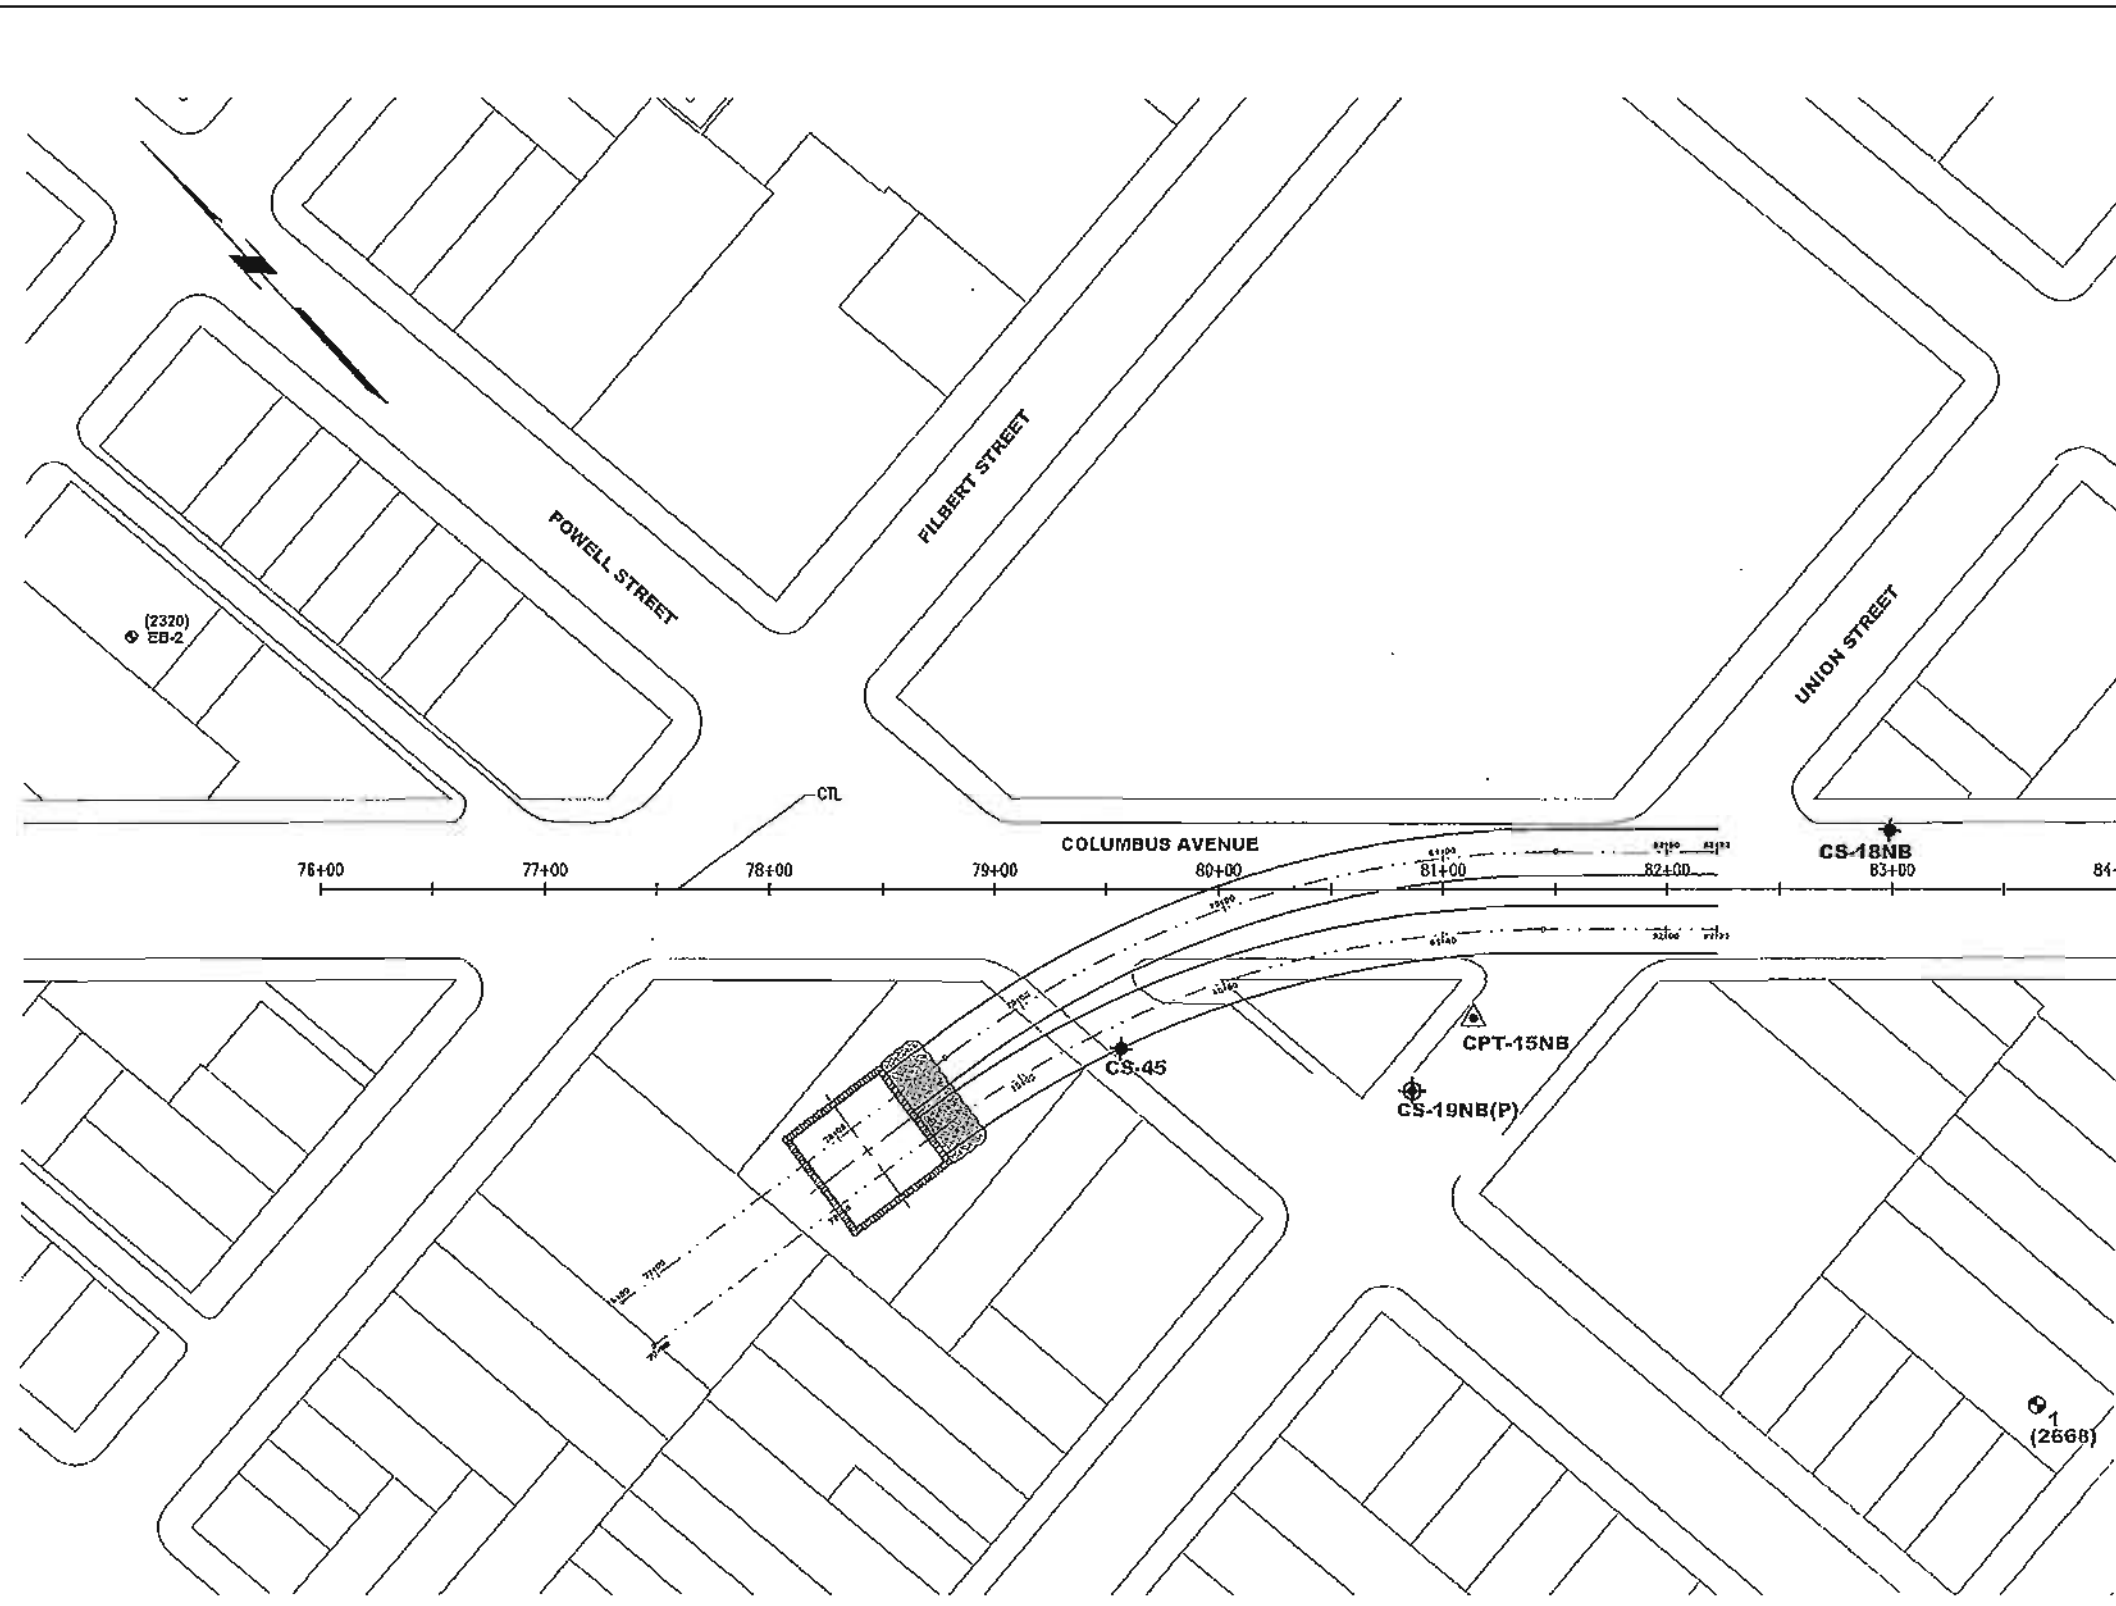 FILBERT STREET
POWELL STREET
UNION STREET
(2320)
EB-2
CTL
COLUMBUS AVENUE
CS-18NB
76+00
77+00
78+00
79+00
80+00
81+00
82+00
83+00
CPT-15NB
CS-45
CS-19NB(P)
1
(2668)